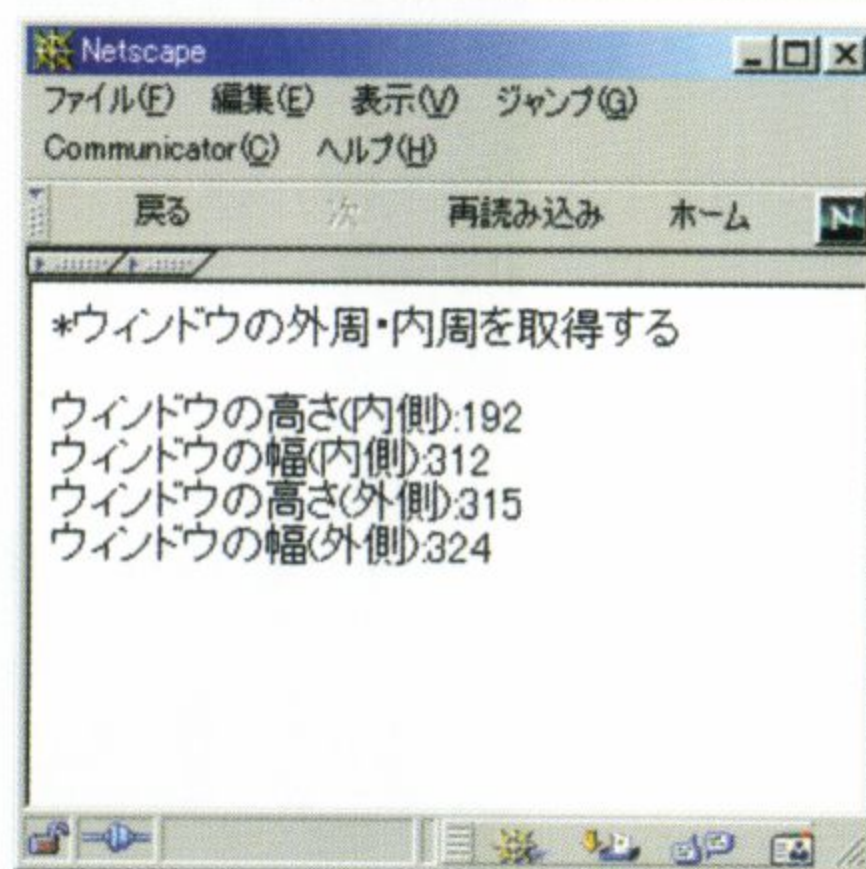 Netscape
ファイル(F) 編集(E) 表示(V) ジャンプ(G)
Communicator(C) ヘルプ(H)
戻る 次 再読み込み ホーム N
*ウィンドウの外周・内周を取得する
ウィンドウの高さ(内側):192
ウィンドウの幅(内側):312
ウィンドウの高さ(外側):315
ウィンドウの幅(外側):324